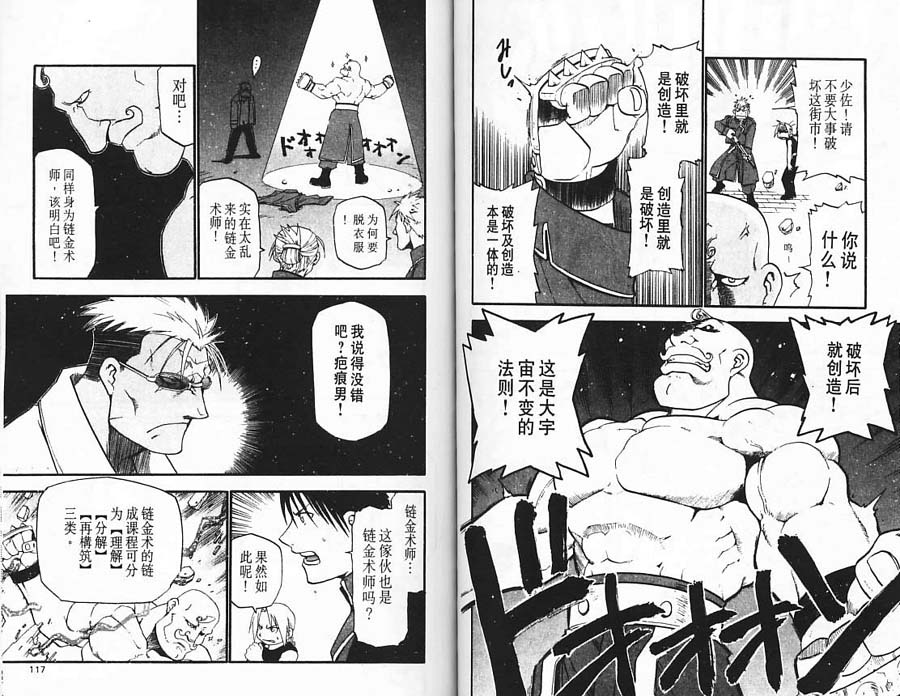 少佐！请
不要大事破
坏这街市！
呜—
你说
什么！
破坏里就
是创造！
创造里就
是破坏！
破坏及创造
本是一体的！
破坏后
就创造！
这是大宇
宙不变的
法则！
ドオオオオ
…
ドオオオ
为何要
脱衣服
！
实在太乱
来的链金
术师！
对吧…
同样身为链金术
师，该明白吧！
我说得没错
吧？疤痕男！
链金术师…
这傢伙也是
链金术师吗？
果然如
此呢！
链金术的链
成课程可分
为【理解】
【分解】
【再構筑】
三类。
117